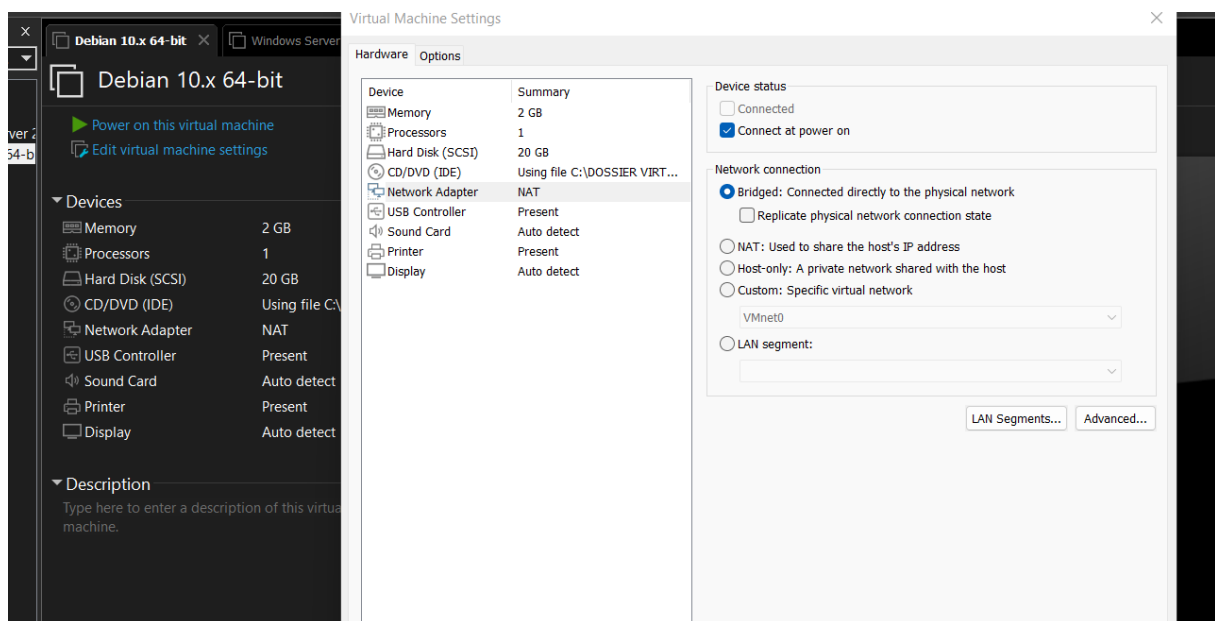 Virtual Machine Settings
Debian 10.x 64-bit
Windows Server
Debian 10.x 64-bit
Power on this virtual machine
Edit virtual machine settings
Devices
Memory 2 GB
Processors 1
Hard Disk (SCSI) 20 GB
CD/DVD (IDE) Using file C:\
Network Adapter NAT
USB Controller Present
Sound Card Auto detect
Printer Present
Display Auto detect
Description
Type here to enter a description of this virtua
machine.
ver 2
64-b
Hardware Options
Device Summary
Memory 2 GB
Processors 1
Hard Disk (SCSI) 20 GB
CD/DVD (IDE) Using file C:\DOSSIER VIRT...
Network Adapter NAT
USB Controller Present
Sound Card Auto detect
Printer Present
Display Auto detect
Device status
Connected
Connect at power on
Network connection
Bridged: Connected directly to the physical network
Replicate physical network connection state
NAT: Used to share the host's IP address
Host-only: A private network shared with the host
Custom: Specific virtual network
VMnet0
LAN segment:
LAN Segments... Advanced...